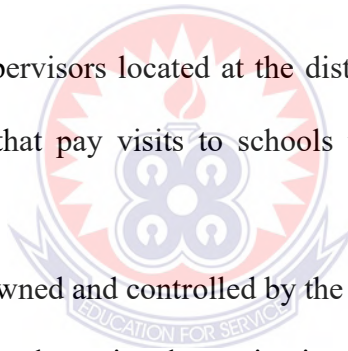 pervisors located at the dist
that pay visits to schools
wned and controlled by the
EDUCATION FOR SERVICE